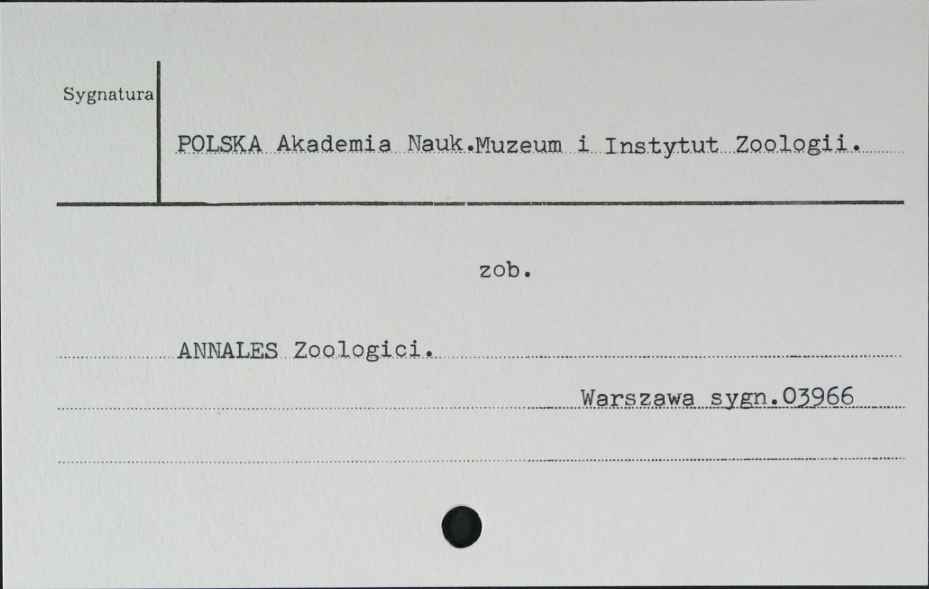 Sygnatura
POLSKA Akademia Nauk.Muzeum i Instytut Zoologii.
zob.
ANNALES Zoologici.
Warszawa sygn.03966